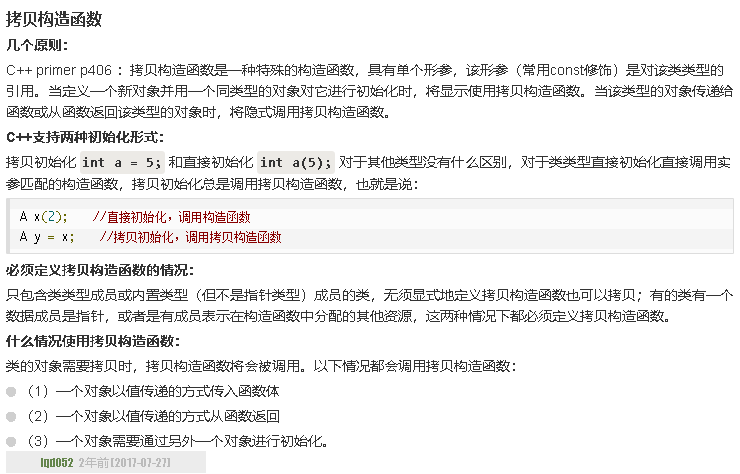 拷贝构造函数
几个原则：
C++ primer p406 ：拷贝构造函数是一种特殊的构造函数，具有单个形参，该形参（常用const修饰）是对该类类型的
引用。当定义一个新对象并用一个同类型的对象对它进行初始化时，将显示使用拷贝构造函数。当该类型的对象传递给
函数或从函数返回该类型的对象时，将隐式调用拷贝构造函数。
C++支持两种初始化形式：
拷贝初始化 int a = 5; 和直接初始化 int a(5); 对于其他类型没有什么区别，对于类类型直接初始化直接调用实
参匹配的构造函数，拷贝初始化总是调用拷贝构造函数，也就是说：
A x(2);   //直接初始化，调用构造函数
A y = x;   //拷贝初始化，调用拷贝构造函数
必须定义拷贝构造函数的情况：
只包含类类型成员或内置类型（但不是指针类型）成员的类，无须显式地定义拷贝构造函数也可以拷贝；有的类有一个
数据成员是指针，或者是有成员表示在构造函数中分配的其他资源，这两种情况下都必须定义拷贝构造函数。
什么情况使用拷贝构造函数：
类的对象需要拷贝时，拷贝构造函数将会被调用。以下情况都会调用拷贝构造函数：
（1）一个对象以值传递的方式传入函数体
（2）一个对象以值传递的方式从函数返回
（3）一个对象需要通过另外一个对象进行初始化。
lqd052 2年前 [2017-07-27]